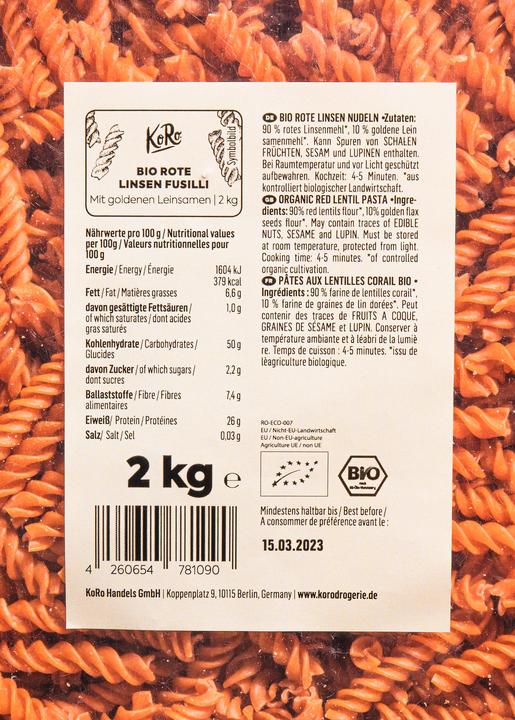 KoRo
Symbolbild
BIO ROTE
LINSEN FUSILLI
Mit goldenen Leinsamen | 2 kg
Nährwerte pro 100 g / Nutritional values
per 100g / Valeurs nutritionnelles pour
100 g
Energie / Energy / Énergie 1604 kJ
379 kcal
Fett / Fat / Matières grasses 6,6 g
davon gesättigte Fettsäuren / 1,0 g
of which saturates / dont acides
gras saturés
Kohlenhydrate / Carbohydrates / 50 g
Glucides
davon Zucker / of which sugars / 2,2 g
dont sucres
Ballaststoffe / Fibre / Fibres 7,4 g
alimentaires
Eiweiß/ Protein / Protéines 26 g
Salz/ Salt / Sel 0,03 g
2 kg e
4 260654 781090
DE BIO ROTE LINSEN NUDELN •Zutaten:
90 % rotes Linsenmehl*, 10 % goldene Lein
samenmehl*. Kann Spuren von SCHALEN
FRÜCHTEN, SESAM und LUPINEN enthalten.
Bei Raumtemperatur und vor Licht geschützt
aufbewahren. Kochzeit: 4-5 Minuten. *aus
kontrolliert biologischer Landwirtschaft.
GB ORGANIC RED LENTIL PASTA •Ingre-
dients: 90% red lentils flour*, 10% golden flax
seeds flour*. May contain traces of EDIBLE
NUTS, SESAME and LUPIN. Must be stored
at room temperature, protected from light.
Cooking time: 4-5 minutes. *of controlled
organic cultivation.
FR PÂTES AUX LENTILLES CORAIL BIO •
Ingrédients : 90 % farine de lentilles corail*,
10 % farine de graines de lin dorées*. Peut
contenir des traces de FRUITS A COQUE,
GRAINES DE SÉSAME et LUPIN. Conserver à
température ambiante et à léabri de la lumiè
re. Temps de cuisson : 4-5 minutes. *issu de
léagriculture biologique.
RO-ECO-007
EU / Nicht-EU-Landwirtschaft
EU / Non-EU-agriculture
Agriculture UE / non UE
Bio
nach
EG-Öko-Verordnung
Mindestens haltbar bis / Best before /
A consommer de préférence avant le :
15.03.2023
KoRo Handels GmbH | Koppenplatz 9, 10115 Berlin, Germany | www.korodrogerie.de